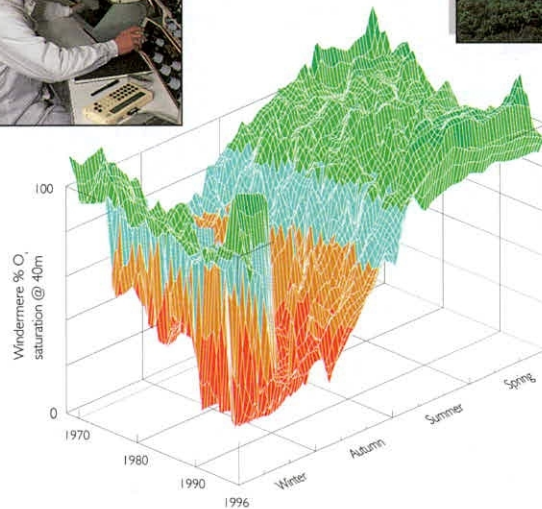 100
Windermere % O₂
saturation @ 40m
0
1970
1980
1990
1996
Winter
Autumn
Summer
Spring